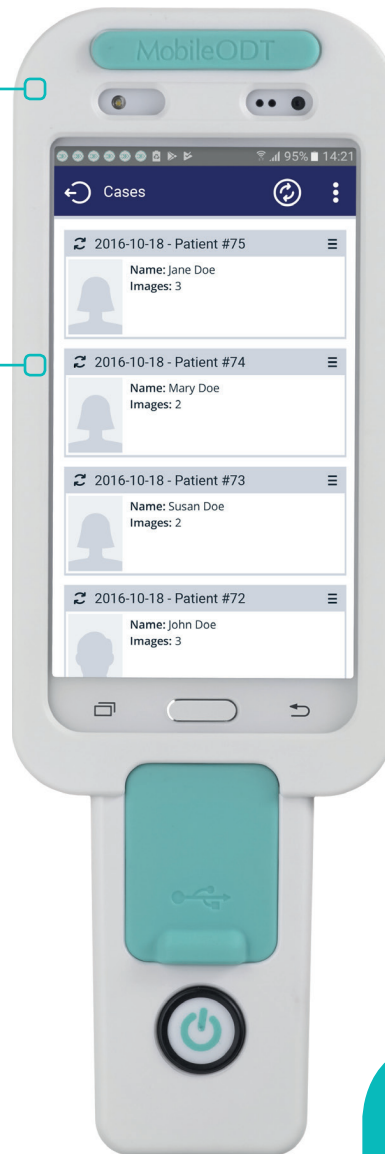 MobileODT
95% 14:21
Cases
2016-10-18 - Patient #75
Name: Jane Doe
Images: 3
2016-10-18 - Patient #74
Name: Mary Doe
Images: 2
2016-10-18 - Patient #73
Name: Susan Doe
Images: 2
2016-10-18 - Patient #72
Name: John Doe
Images: 3